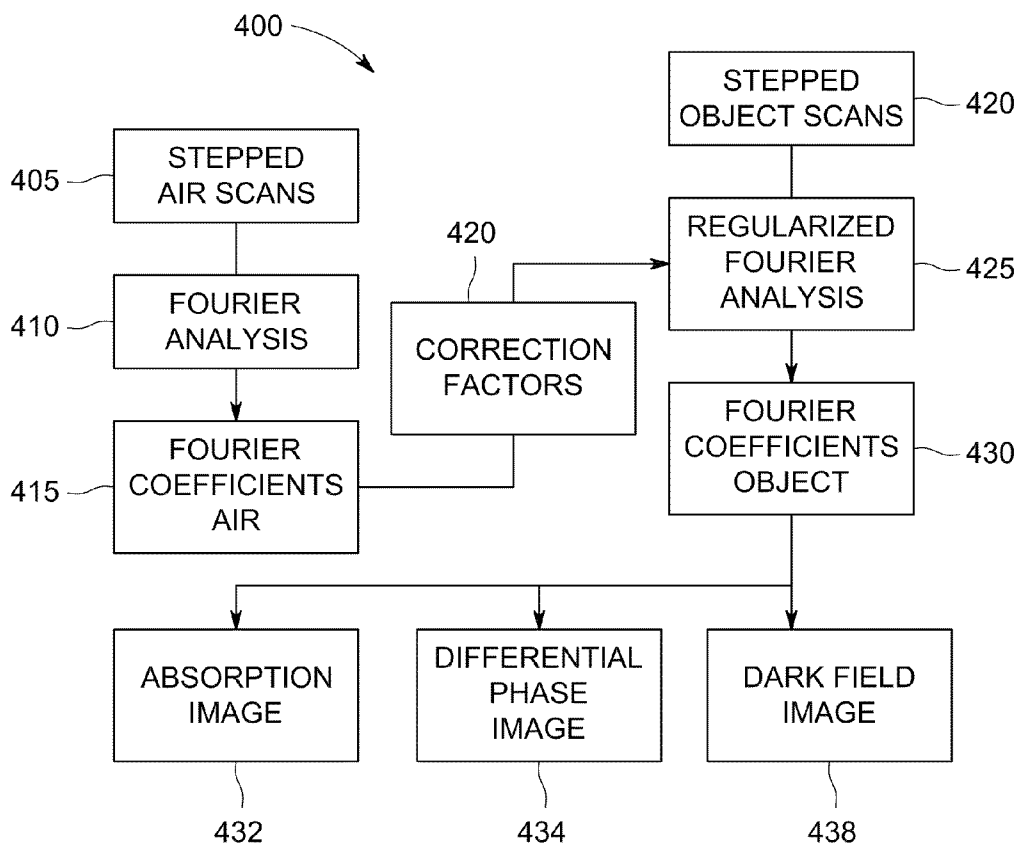 400
STEPPED
AIR SCANS
405
FOURIER
ANALYSIS
410
FOURIER
COEFFICIENTS
AIR
415
420
CORRECTION
FACTORS
STEPPED
OBJECT SCANS
420
REGULARIZED
FOURIER
ANALYSIS
425
FOURIER
COEFFICIENTS
OBJECT
430
ABSORPTION
IMAGE
432
DIFFERENTIAL
PHASE
IMAGE
434
DARK FIELD
IMAGE
438